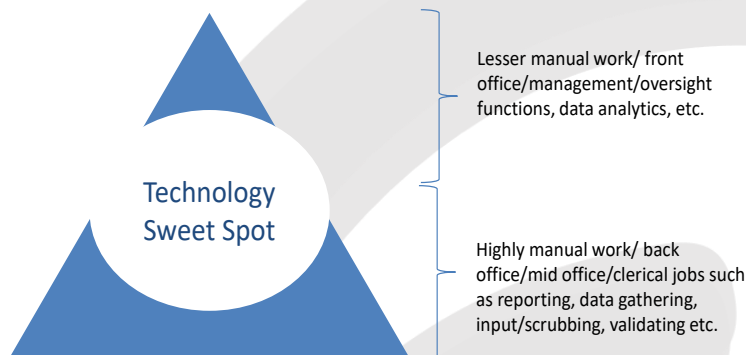 Lesser manual work/ front
office/management/oversight
functions, data analytics, etc.
Technology
Sweet Spot
Highly manual work/ back
office/mid office/clerical jobs such
as reporting, data gathering,
input/scrubbing, validating etc.